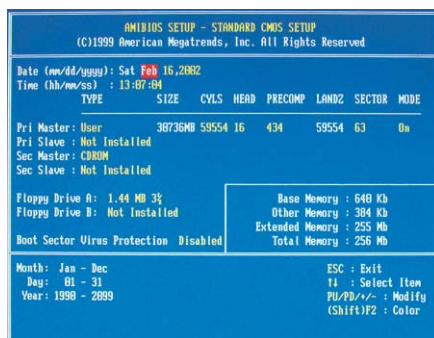 AMIBIOS SETUP - STANDARD CMOS SETUP
(C)1999 American Megatrends, Inc. All Rights Reserved
Date (mm/dd/yyyy): Sat Feb 16,2002
Time (hh/mm/ss) : 13:07:04
TYPE SIZE CYLS HEAD PRECOMP LANDZ SECTOR MODE
Pri Master: User 30736MB 59554 16 434 59554 63 On
Pri Slave : Not Installed
Sec Master: CDROM
Sec Slave : Not Installed
Floppy Drive A: 1.44 MB 3½
Floppy Drive B: Not Installed
Boot Sector Virus Protection Disabled
Base Memory : 640 Kb
Other Memory : 384 Kb
Extended Memory : 255 Mb
Total Memory : 256 Mb
Month: Jan - Dec
Day: 01 - 31
Year: 1998 - 2099
ESC : Exit
↑↓ : Select Item
PU/PD/+/- : Modify
(Shift)F2 : Color